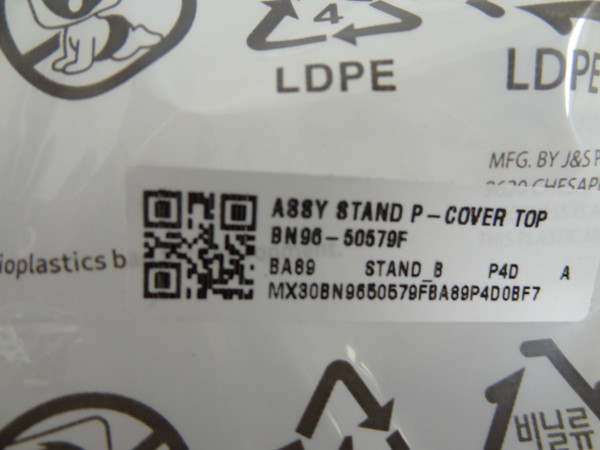 4
LDPE
LDPE
MFG. BY J&S P
ASSY STAND P-COVER TOP
BN96-50579F
ioplastics b
BA89 STAND_B P4D A
MX30BN9650579FBA89P4D0BF7
비닐류